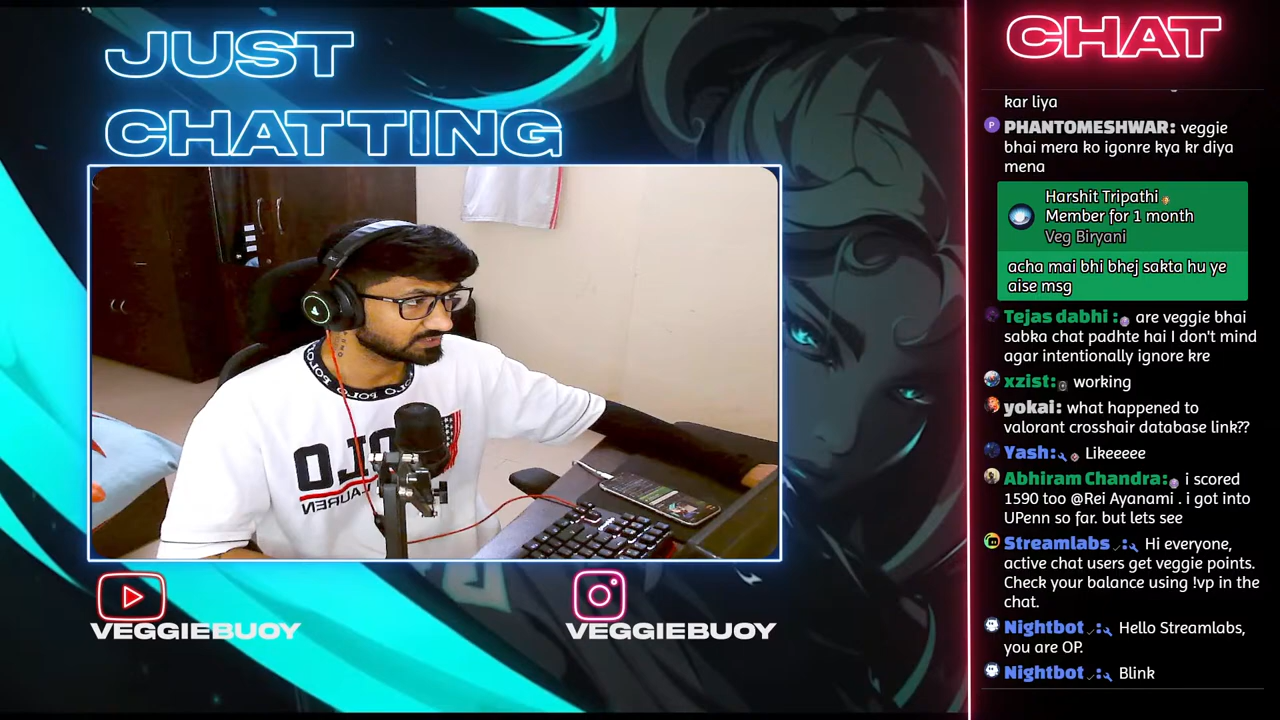 JUST
CHATTING
VEGGIEBUOY
VEGGIEBUOY
CHAT
kar liya
PHANTOMESHWAR: veggie
bhai mera ko igonre kya kr diya
mena
Harshit Tripathi
Member for 1 month
Veg Biryani
acha mai bhi bhej sakta hu ye
aise msg
Tejas dabhi : are veggie bhai
sabka chat padhte hai I don't mind
agar intentionally ignore kre
xzist: working
yokai: what happened to
valorant crosshair database link??
Yash: Likeeeee
Abhiram Chandra: i scored
1590 too @Rei Ayanami . i got into
UPenn so far. but lets see
Streamlabs : Hi everyone,
active chat users get veggie points.
Check your balance using !vp in the
chat.
Nightbot : Hello Streamlabs,
you are OP.
Nightbot : Blink